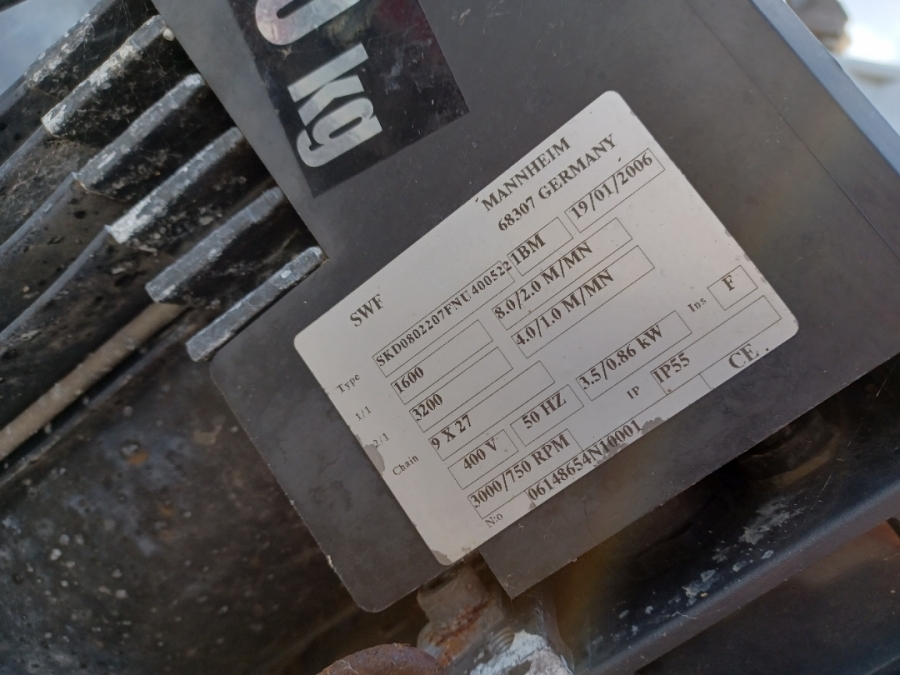 0 kg
MANNHEIM
SWF 68307 GERMANY
Type SKD0802207FNU400522 1BM 19/01/2006
1/1 1600 8.0/2.0 M/MN
2/1 3200 4.0/1.0 M/MN
Chain 9 X 27
400 V 50 HZ 3.5/0.86 kW Ins F
3000/750 RPM IP IP55
N:o 06148654N10001 CE